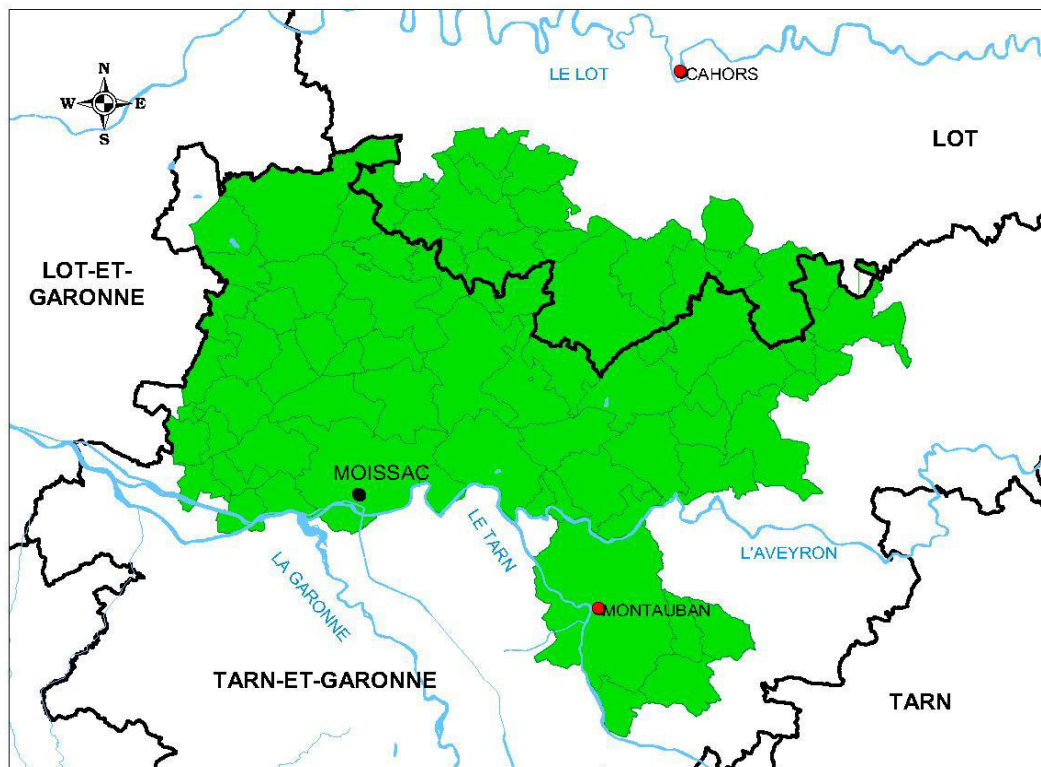 LE LOT
CAHORS
N
W E
S
LOT
LOT-ET-
GARONNE
MOISSAC
LE TARN
L'AVEYRON
LA GARONNE
MONTAUBAN
TARN-ET-GARONNE
TARN